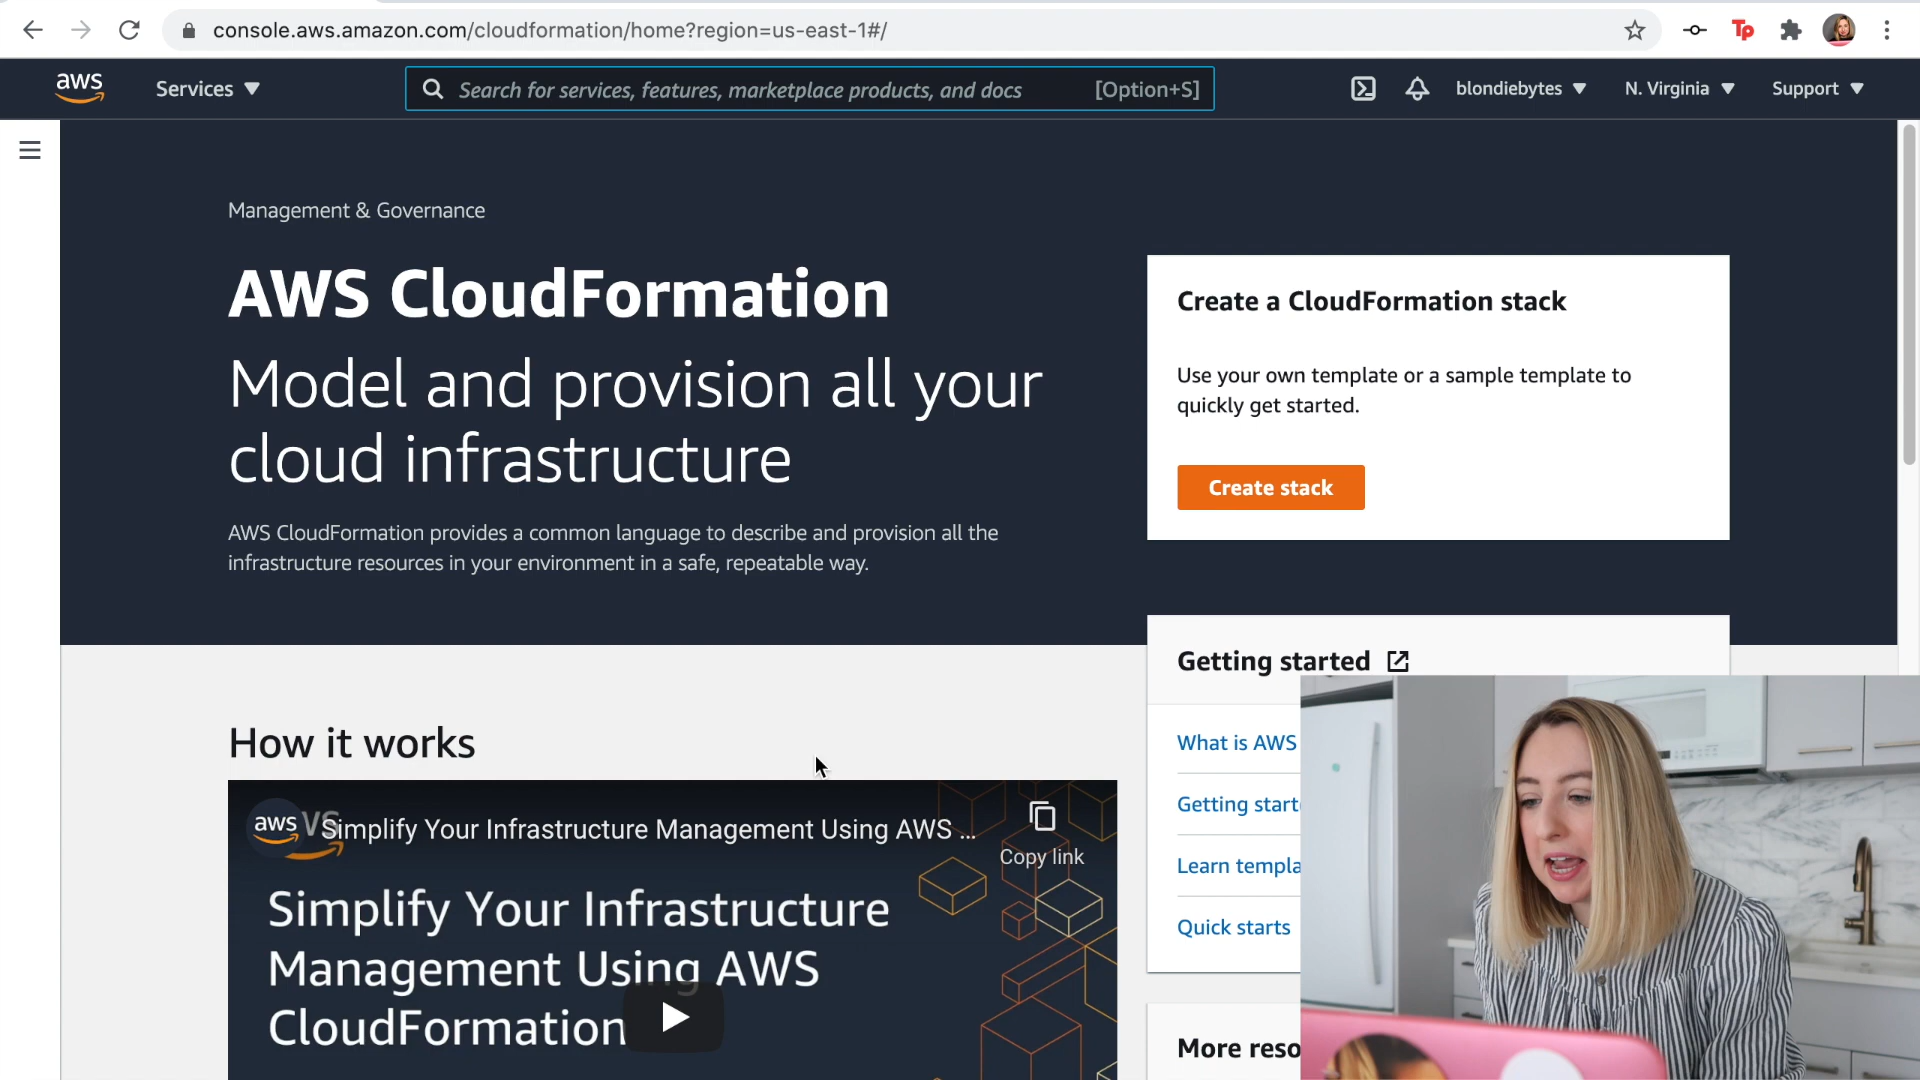 console.aws.amazon.com/cloudformation/home?region=us-east-1#/
Tp
aws
Services
Search for services, features, marketplace products, and docs
[Option+S]
blondiebytes
N. Virginia
Support
Management & Governance
AWS CloudFormation
Model and provision all your
cloud infrastructure
AWS CloudFormation provides a common language to describe and provision all the
infrastructure resources in your environment in a safe, repeatable way.
Create a CloudFormation stack
Use your own template or a sample template to
quickly get started.
Create stack
Getting started
What is AWS
Getting start
Learn templa
Quick starts
More reso
How it works
aws
Simplify Your Infrastructure Management Using AWS ...
Copy link
Simplify Your Infrastructure
Management Using AWS
CloudFormation